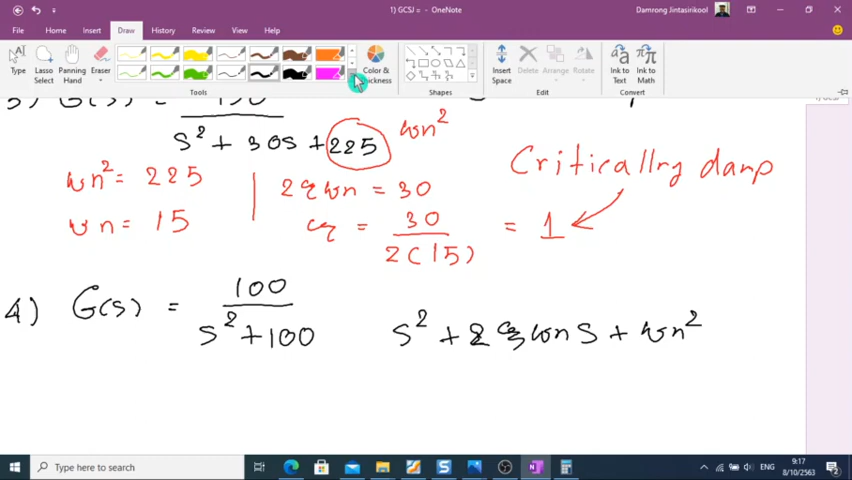 1) GCSJ = - OneNote
Damrong Jintasirikool
File Home Insert Draw History Review View Help
Type Lasso Select Panning Hand Eraser Color & Thickness Insert Space Delete Arrange Rotate Ink to Text Ink to Math
Tools Shapes Edit Convert
S² + 30S + 225 ωn²
ωn² = 225 | 2ζωn = 30 Criticallry damp
ωn = 15 ζ = 30 / 2(15) = 1
4) G(S) = 100 / S² + 100 S² + 2ζωnS + ωn²
Type here to search
ENG
9:17
8/10/2563